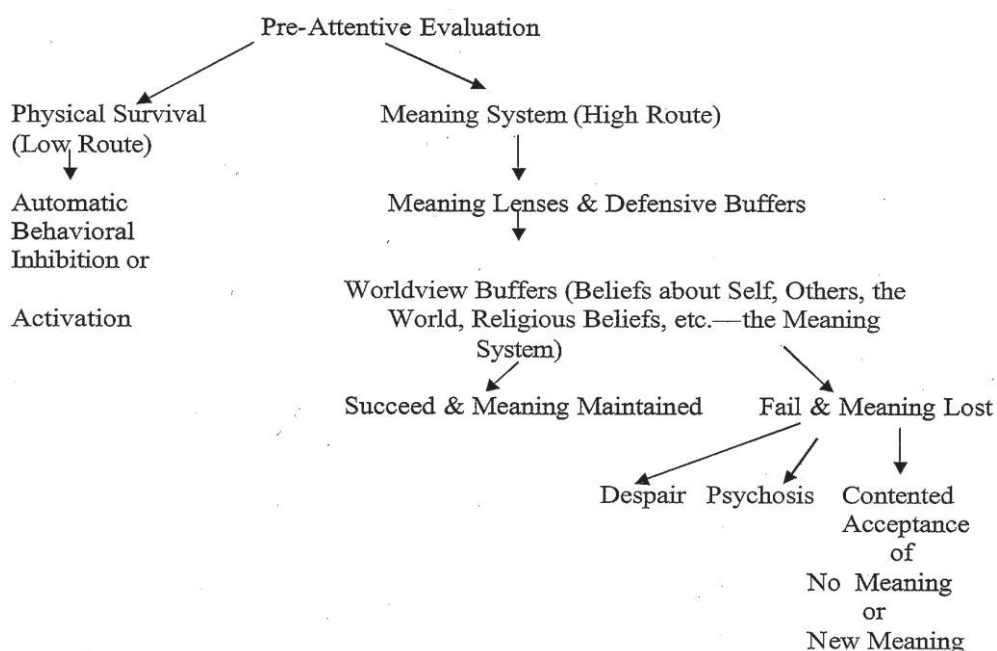 Pre-Attentive Evaluation
Physical Survival
(Low Route)
Meaning System (High Route)
Automatic
Behavioral
Inhibition or
Activation
Meaning Lenses & Defensive Buffers
Worldview Buffers (Beliefs about Self, Others, the
World, Religious Beliefs, etc.—the Meaning
System)
Succeed & Meaning Maintained
Fail & Meaning Lost
Despair
Psychosis
Contented
Acceptance
of
No Meaning
or
New Meaning